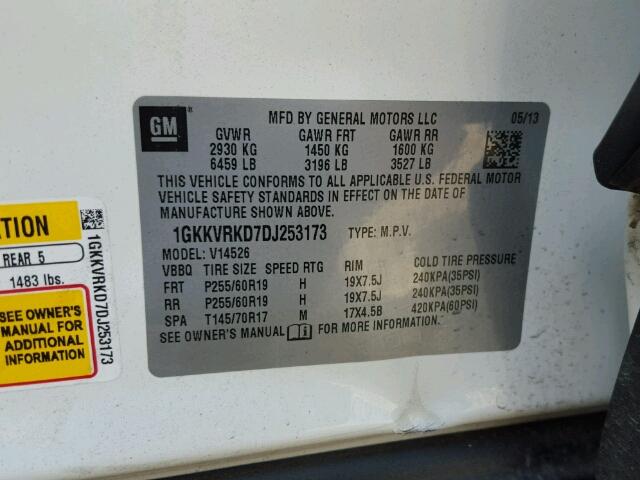 GM
MFD BY GENERAL MOTORS LLC 05/13
GVWR GAWR FRT GAWR RR
2930 KG 1450 KG 1600 KG
6459 LB 3196 LB 3527 LB
THIS VEHICLE CONFORMS TO ALL APPLICABLE U.S. FEDERAL MOTOR
VEHICLE SAFETY STANDARDS IN EFFECT ON THE DATE OF
MANUFACTURE SHOWN ABOVE.
1GKKVRKD7DJ253173 TYPE: M.P.V.
MODEL: V14526
VBBQ TIRE SIZE SPEED RTG RIM COLD TIRE PRESSURE
FRT P255/60R19 H 19X7.5J 240KPA(35PSI)
RR P255/60R19 H 19X7.5J 240KPA(35PSI)
SPA T145/70R17 M 17X4.5B 420KPA(60PSI)
SEE OWNER'S MANUAL FOR MORE INFORMATION
TION
REAR 5
1483 lbs.
SEE OWNER'S
MANUAL FOR
ADDITIONAL
INFORMATION
1GKKVRKD7DJ253173